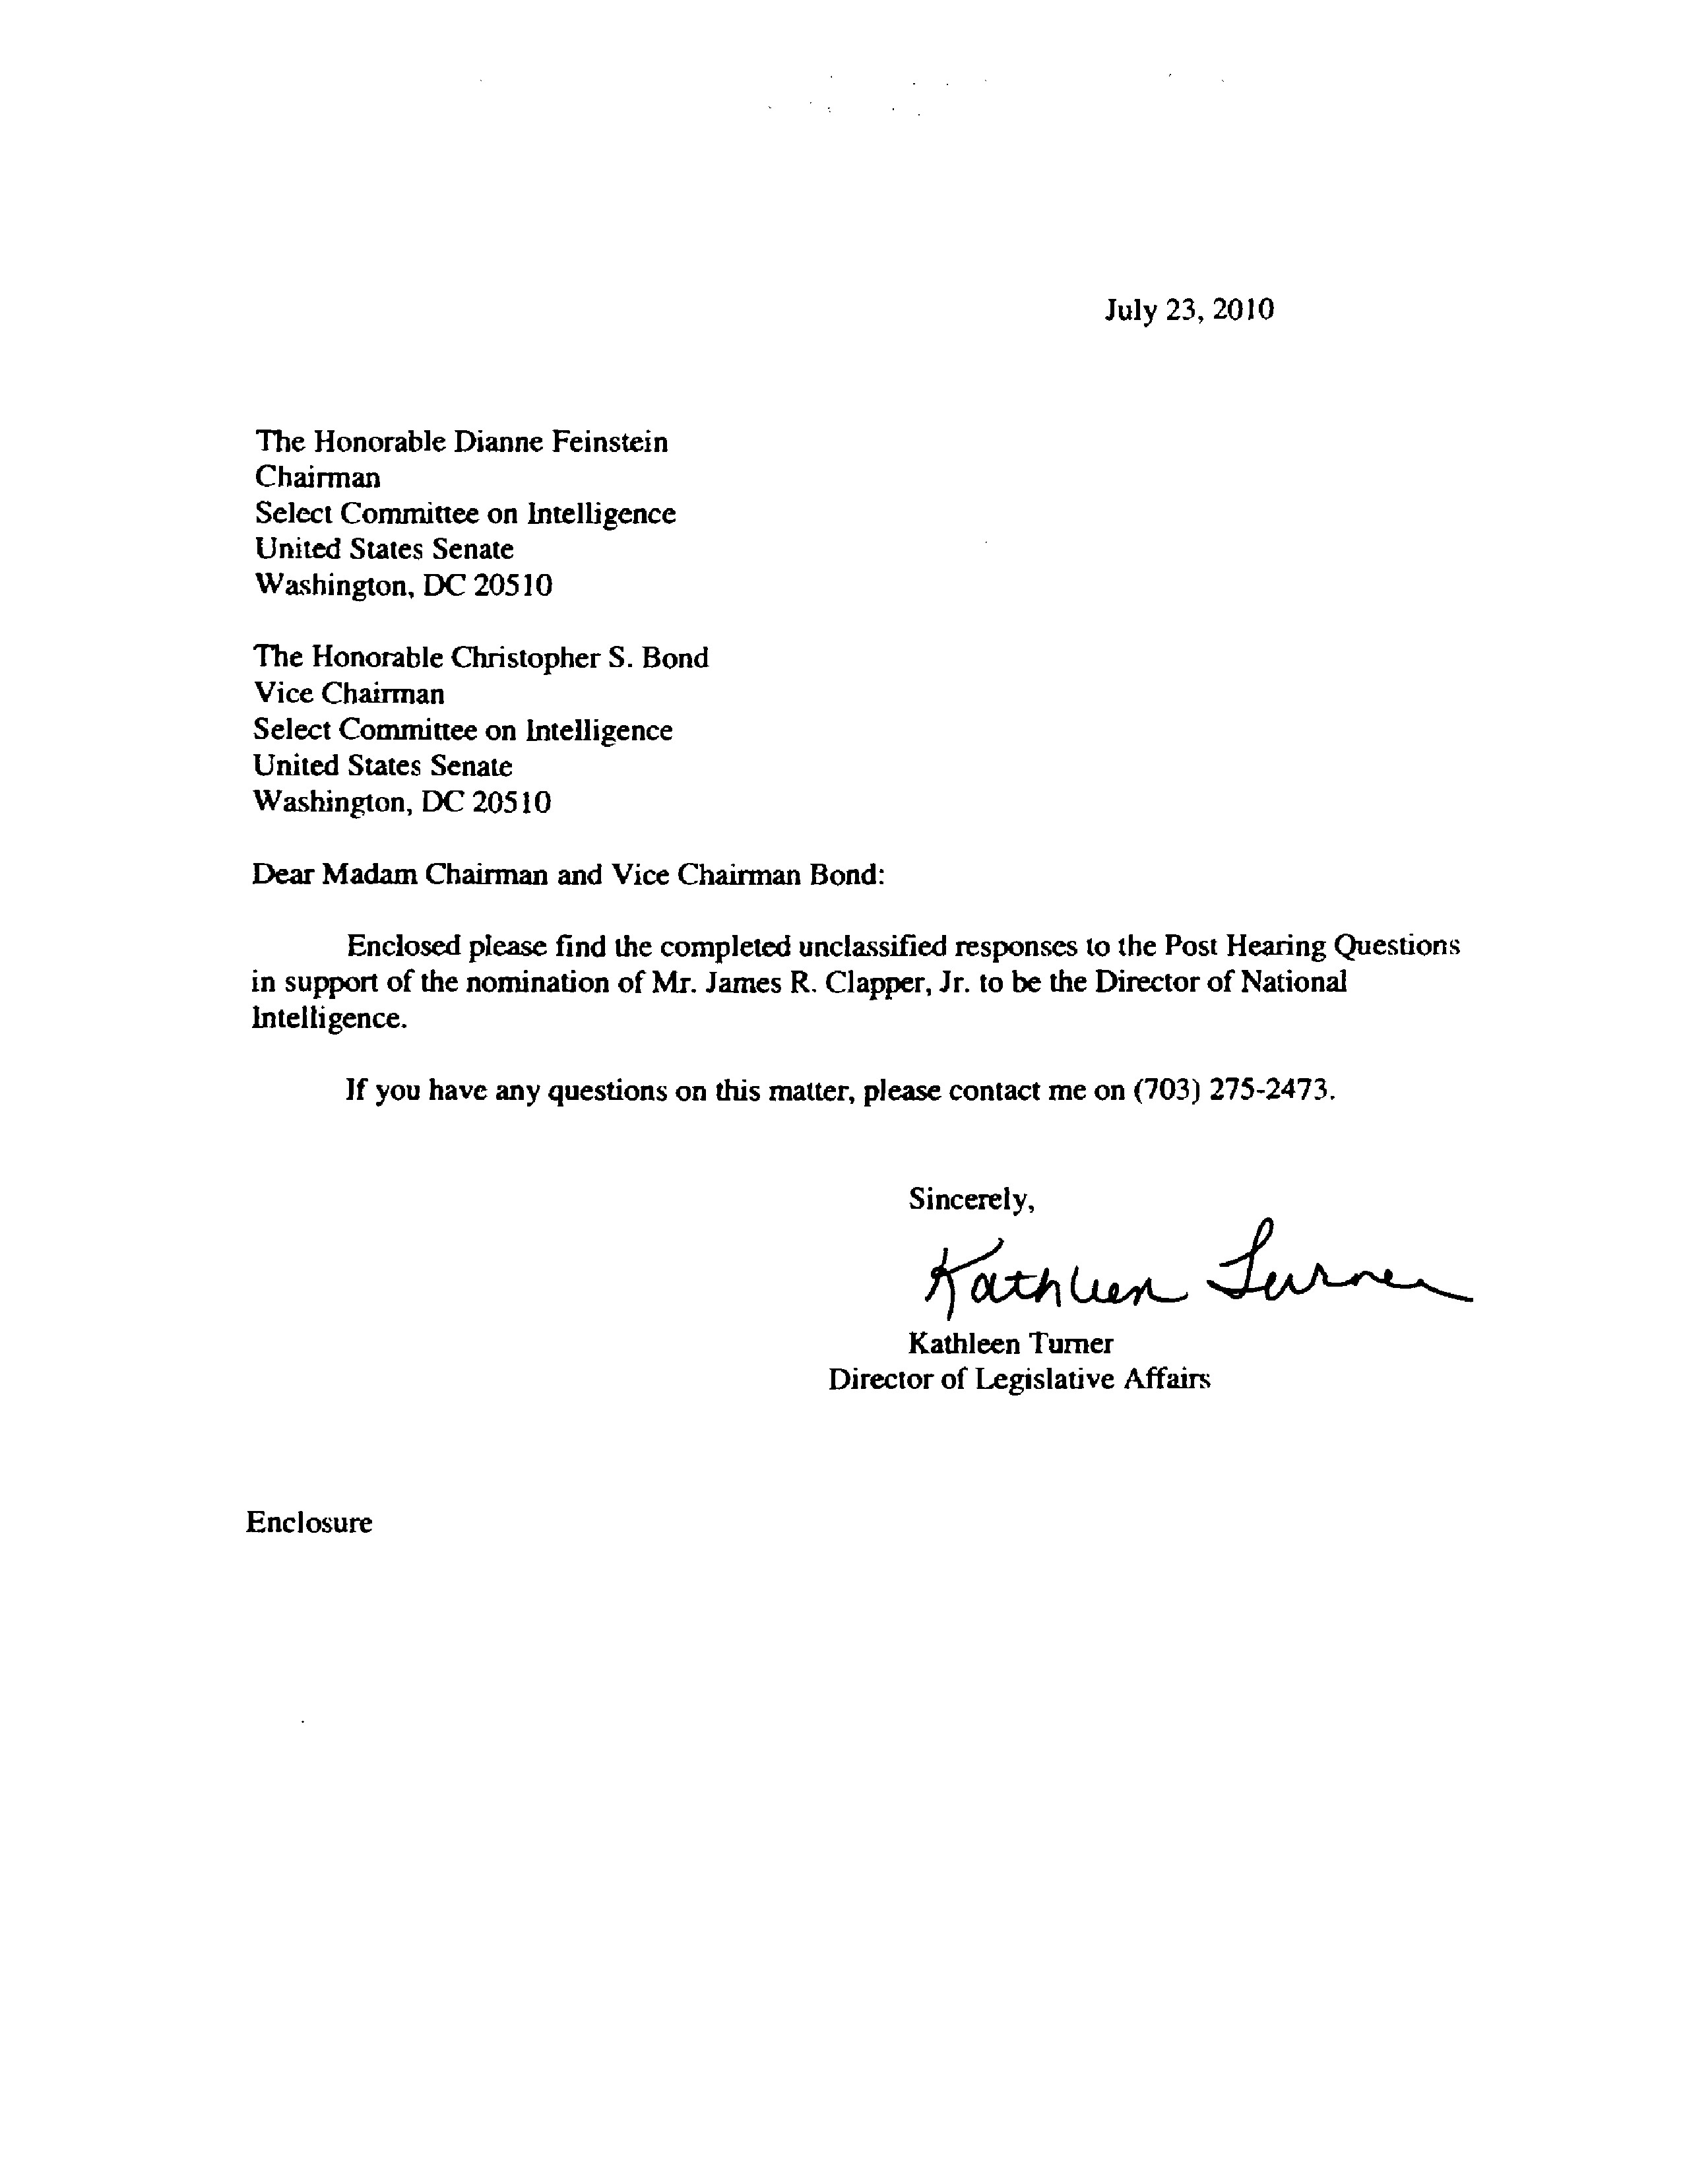 July 23, 2010
The Honorable Dianne Feinstein
Chairman
Select Committee on Intelligence
United States Senate
Washington, DC 20510
The Honorable Christopher S. Bond
Vice Chairman
Select Committee on Intelligence
United States Senate
Washington, DC 20510
Dear Madam Chairman and Vice Chairman Bond:
Enclosed please find the completed unclassified responses to the Post Hearing Questions
in support of the nomination of Mr. James R. Clapper, Jr. to be the Director of National
Intelligence.
If you have any questions on this matter, please contact me on (703) 275-2473.
Sincerely,
Kathleen Turner
Kathleen Turner
Director of Legislative Affairs
Enclosure